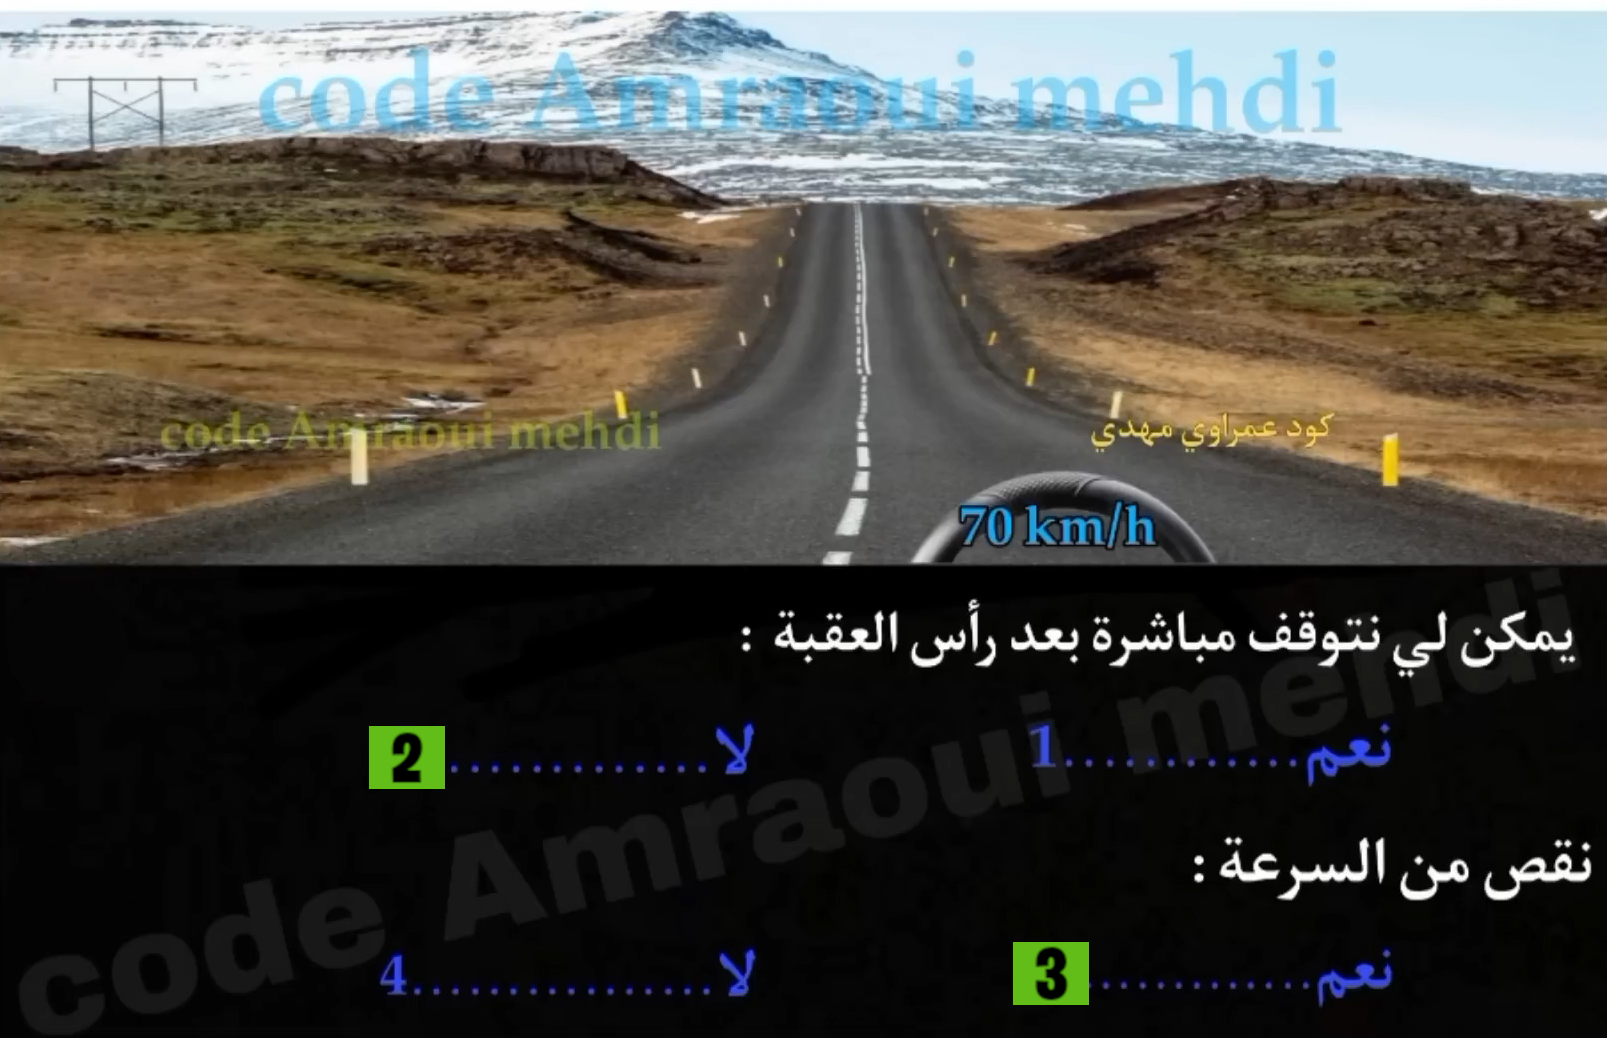 code Amraoui mehdi
code Amraoui mehdi
كود عمراوي مهدي
70 km/h
يمكن لي نتوقف مباشرة بعد رأس العقبة :
نعم............1 لا.............2
نقص من السرعة :
نعم............3 لا................4
code Amraoui mehdi